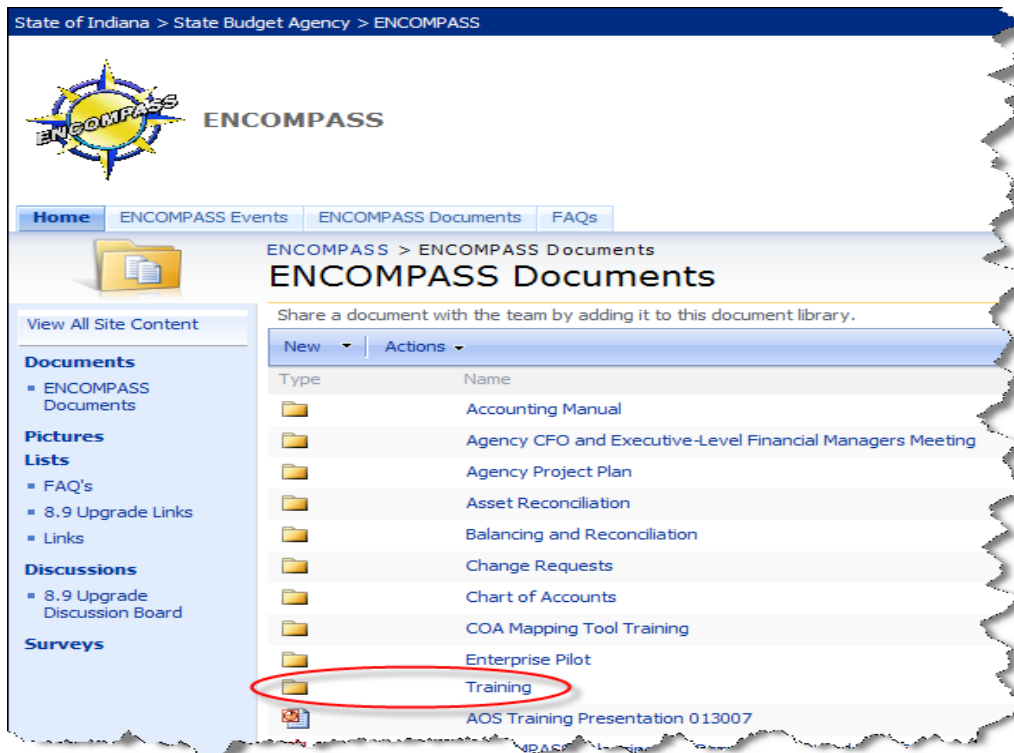 State of Indiana > State Budget Agency > ENCOMPASS
ENCOMPASS
ENCOMPASS
Home
ENCOMPASS Events
ENCOMPASS Documents
FAQs
ENCOMPASS > ENCOMPASS Documents
ENCOMPASS Documents
View All Site Content
Documents
ENCOMPASS
Documents
Pictures
Lists
FAQ's
8.9 Upgrade Links
Links
Discussions
8.9 Upgrade
Discussion Board
Surveys
Share a document with the team by adding it to this document library.
New
Actions
Type
Name
Accounting Manual
Agency CFO and Executive-Level Financial Managers Meeting
Agency Project Plan
Asset Reconciliation
Balancing and Reconciliation
Change Requests
Chart of Accounts
COA Mapping Tool Training
Enterprise Pilot
Training
AOS Training Presentation 013007